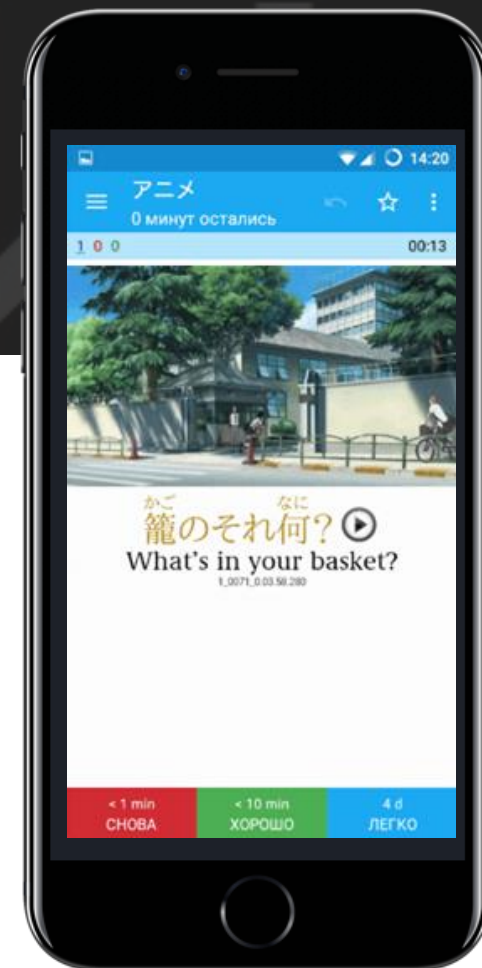 14:20
アニメ
0 минут остались
1 0 0 00:13
かご なに
籠のそれ何?
What's in your basket?
1_0071_0.03.58.280
< 1 min < 10 min 4 d
СНОВА ХОРОШО ЛЕГКО